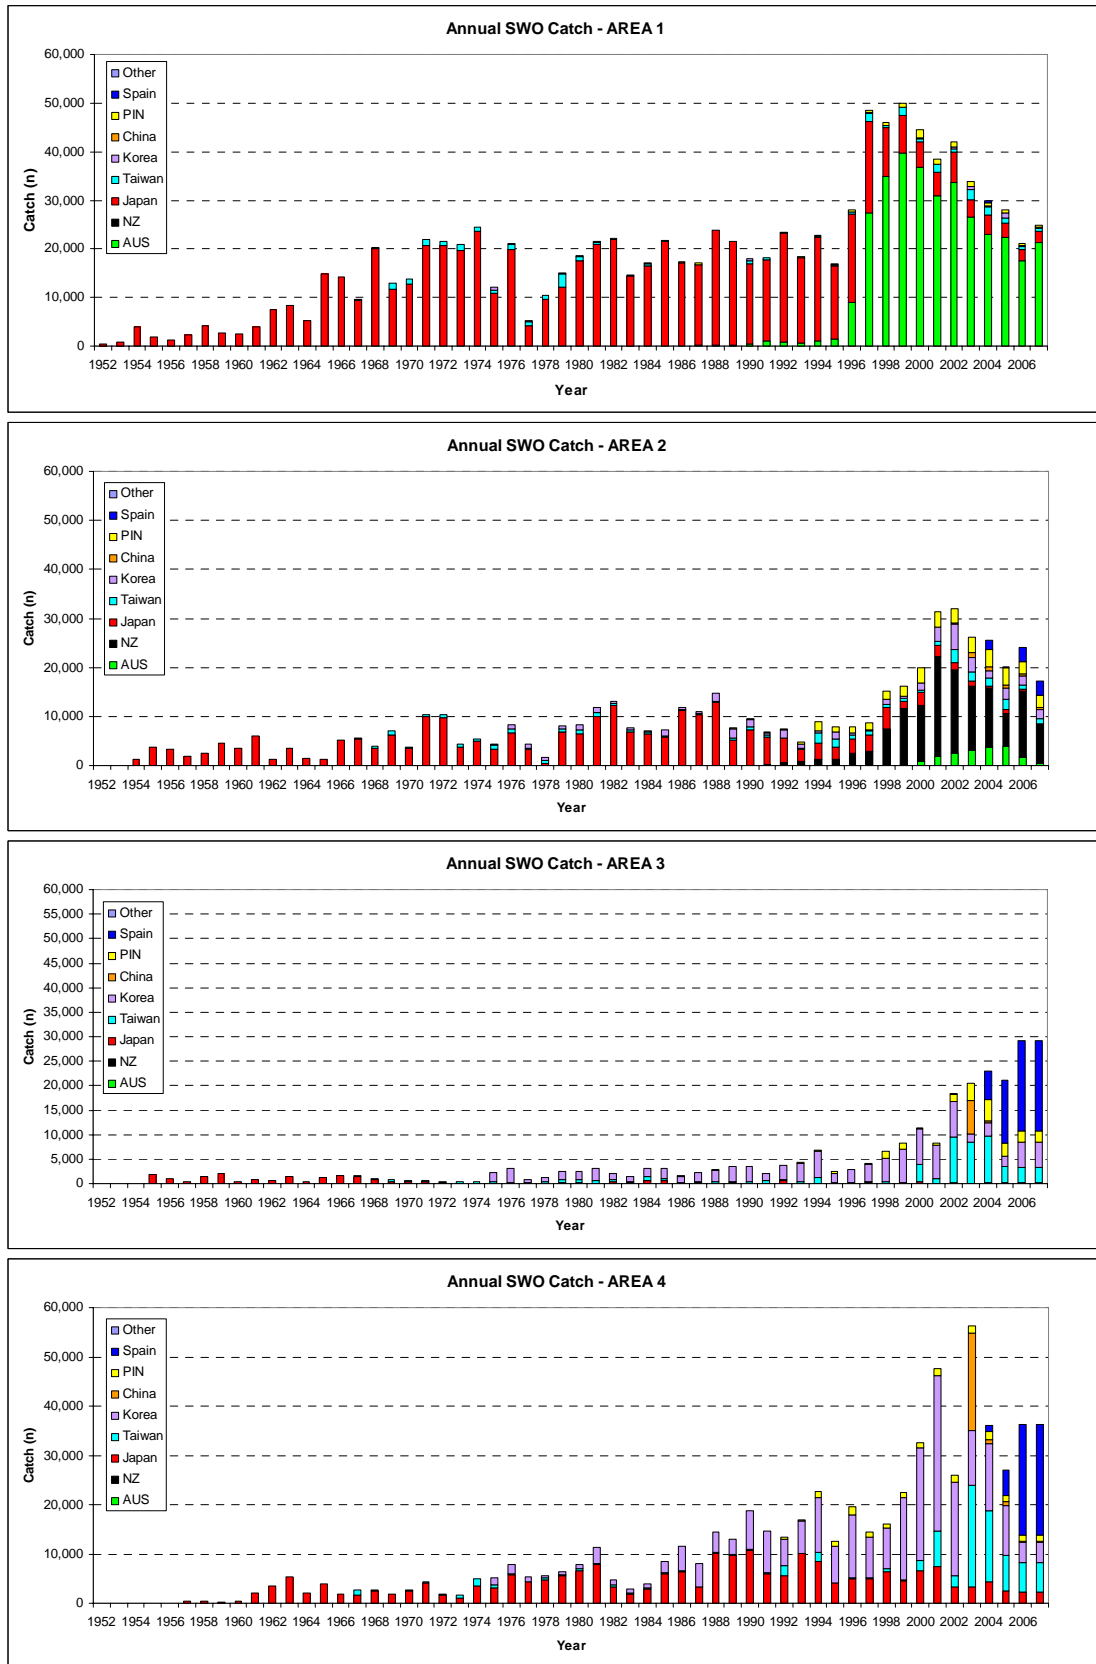 Annual SWO Catch - AREA 1
60,000
50,000
40,000
30,000
20,000
10,000
0
Catch (n)
Other
Spain
PIN
China
Korea
Taiwan
Japan
NZ
AUS
1952 1954 1956 1958 1960 1962 1964 1966 1968 1970 1972 1974 1976 1978 1980 1982 1984 1986 1988 1990 1992 1994 1996 1998 2000 2002 2004 2006
Year
Annual SWO Catch - AREA 2
60,000
50,000
40,000
30,000
20,000
10,000
0
Catch (n)
Other
Spain
PIN
China
Korea
Taiwan
Japan
NZ
AUS
1952 1954 1956 1958 1960 1962 1964 1966 1968 1970 1972 1974 1976 1978 1980 1982 1984 1986 1988 1990 1992 1994 1996 1998 2000 2002 2004 2006
Year
Annual SWO Catch - AREA 3
60,000
55,000
50,000
45,000
40,000
35,000
30,000
25,000
20,000
15,000
10,000
5,000
0
Catch (n)
Other
Spain
PIN
China
Korea
Taiwan
Japan
NZ
AUS
1952 1954 1956 1958 1960 1962 1964 1966 1968 1970 1972 1974 1976 1978 1980 1982 1984 1986 1988 1990 1992 1994 1996 1998 2000 2002 2004 2006
Year
Annual SWO Catch - AREA 4
60,000
50,000
40,000
30,000
20,000
10,000
0
Catch (n)
Other
Spain
PIN
China
Korea
Taiwan
Japan
NZ
AUS
1952 1954 1956 1958 1960 1962 1964 1966 1968 1970 1972 1974 1976 1978 1980 1982 1984 1986 1988 1990 1992 1994 1996 1998 2000 2002 2004 2006
Year